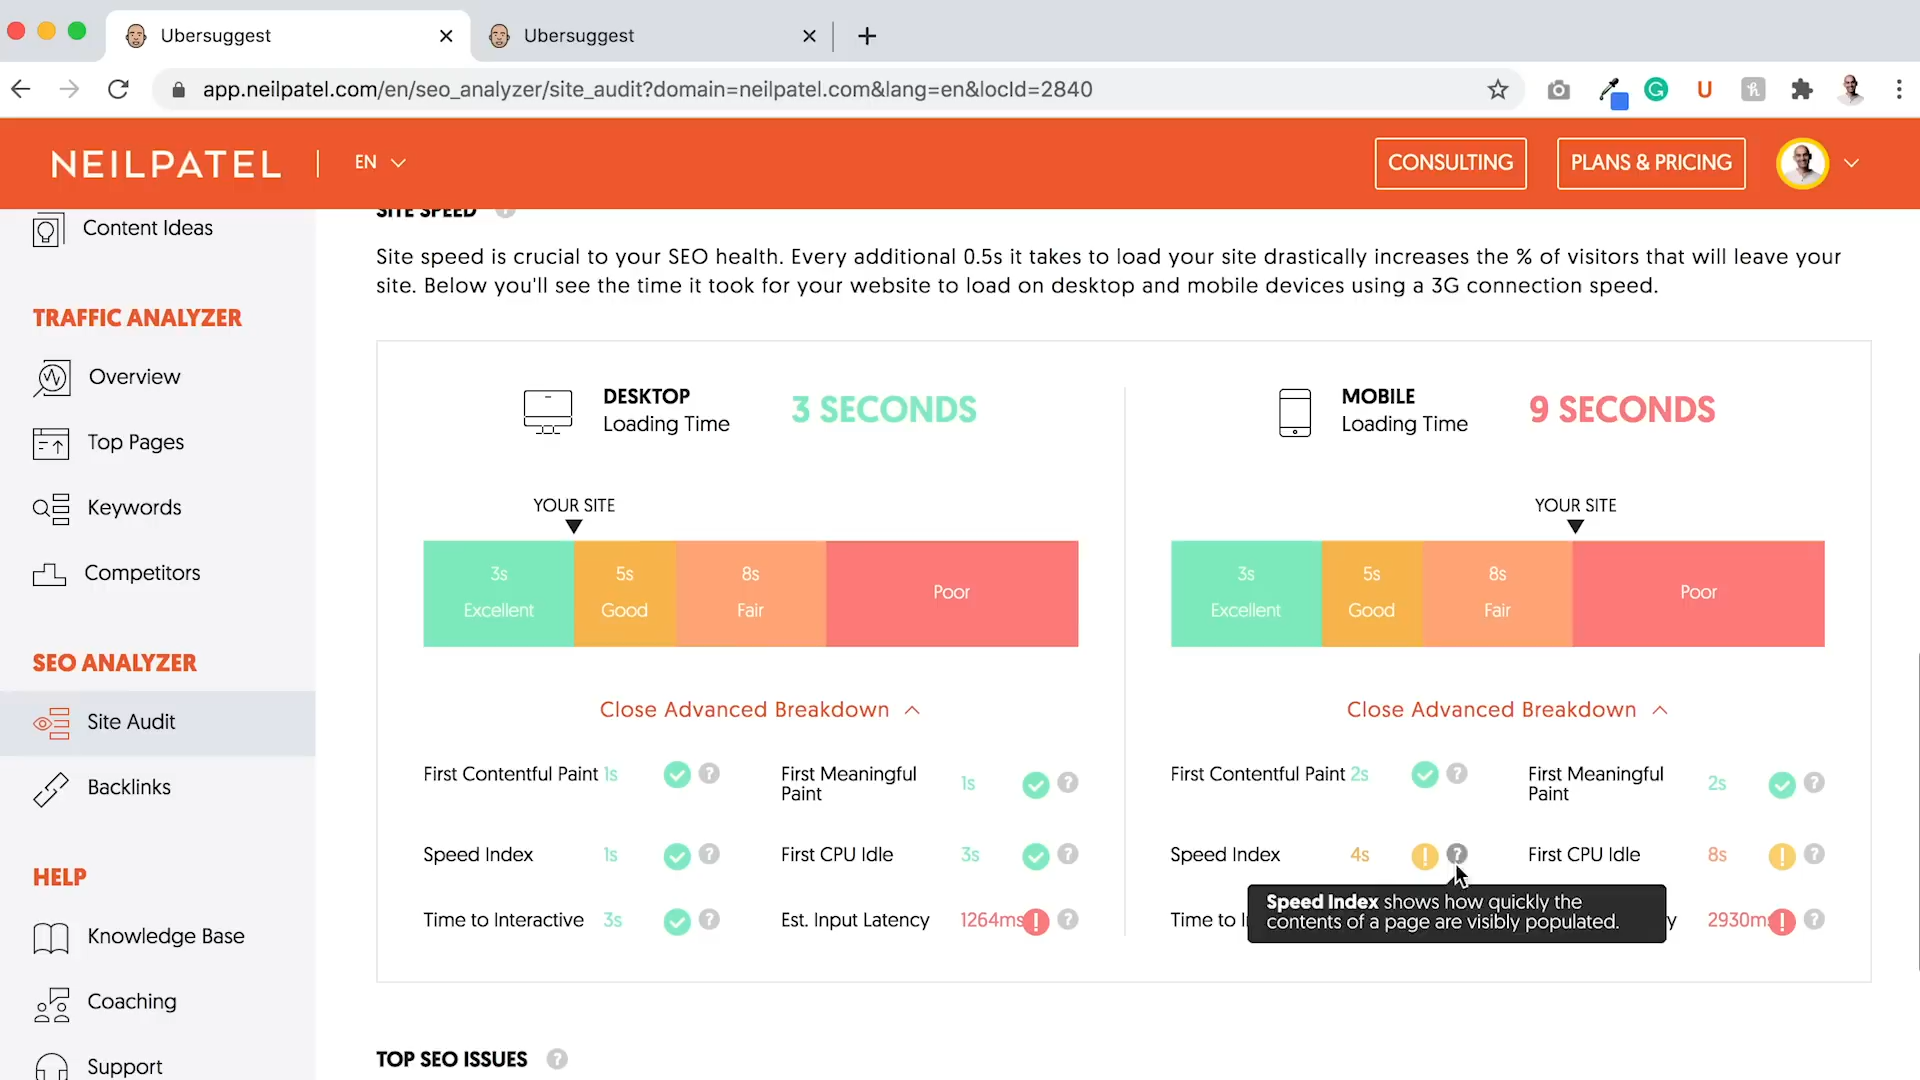 Ubersuggest
Ubersuggest
app.neilpatel.com/en/seo_analyzer/site_audit?domain=neilpatel.com&lang=en&locId=2840
NEILPATEL
EN
CONSULTING
PLANS & PRICING
Content Ideas
TRAFFIC ANALYZER
Overview
Top Pages
Keywords
Competitors
SEO ANALYZER
Site Audit
Backlinks
HELP
Knowledge Base
Coaching
Support
SITE SPEED ?
Site speed is crucial to your SEO health. Every additional 0.5s it takes to load your site drastically increases the % of visitors that will leave your
site. Below you'll see the time it took for your website to load on desktop and mobile devices using a 3G connection speed.
DESKTOP
Loading Time
3 SECONDS
YOUR SITE
3s
Excellent
5s
Good
8s
Fair
Poor
Close Advanced Breakdown
First Contentful Paint 1s ?
First Meaningful
Paint
1s ?
Speed Index 1s ?
First CPU Idle 3s ?
Time to Interactive 3s ?
Est. Input Latency 1264ms ! ?
MOBILE
Loading Time
9 SECONDS
YOUR SITE
3s
Excellent
5s
Good
8s
Fair
Poor
Close Advanced Breakdown
First Contentful Paint 2s ?
First Meaningful
Paint
2s ?
Speed Index 4s ! ?
First CPU Idle 8s ! ?
Time to I
y 2930ms ! ?
Speed Index shows how quickly the
contents of a page are visibly populated.
TOP SEO ISSUES ?